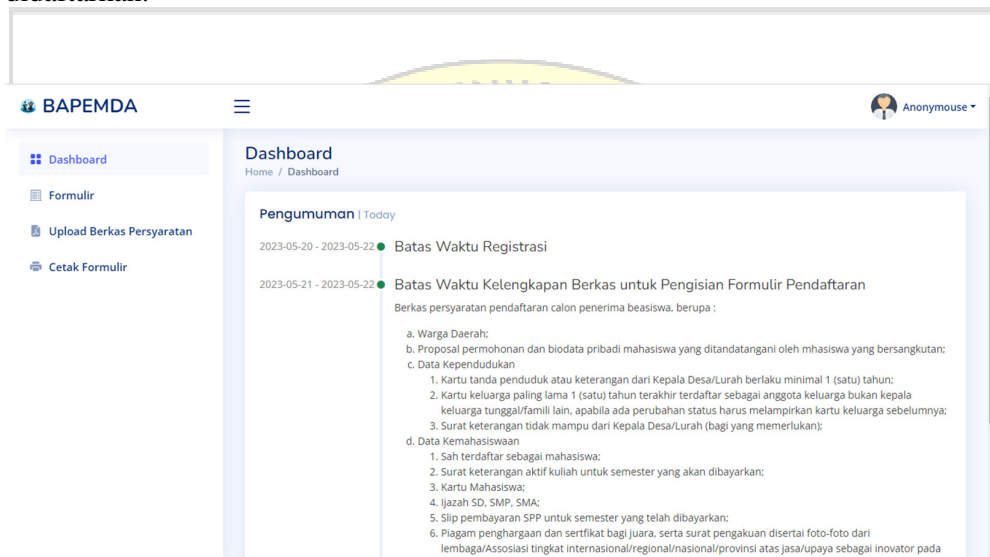 BAPEMDA
Anonymouse
Dashboard
Formulir
Upload Berkas Persyaratan
Cetak Formulir
Dashboard
Home / Dashboard
Pengumuman | Today
2023-05-20 - 2023-05-22 Batas Waktu Registrasi
2023-05-21 - 2023-05-22 Batas Waktu Kelengkapan Berkas untuk Pengisian Formulir Pendaftaran
Berkas persyaratan pendaftaran calon penerima beasiswa, berupa :
a. Warga Daerah;
b. Proposal permohonan dan biodata pribadi mahasiswa yang ditandatangani oleh mhasiswa yang bersangkutan;
c. Data Kependudukan
1. Kartu tanda penduduk atau keterangan dari Kepala Desa/Lurah berlaku minimal 1 (satu) tahun;
2. Kartu keluarga paling lama 1 (satu) tahun terakhir terdaftar sebagai anggota keluarga bukan kepala
keluarga tunggal/famili lain, apabila ada perubahan status harus melampirkan kartu keluarga sebelumnya;
3. Surat keterangan tidak mampu dari Kepala Desa/Lurah (bagi yang memerlukan);
d. Data Kemahasiswaan
1. Sah terdaftar sebagai mahasiswa;
2. Surat keterangan aktif kuliah untuk semester yang akan dibayarkan;
3. Kartu Mahasiswa;
4. Ijazah SD, SMP, SMA;
5. Slip pembayaran SPP untuk semester yang telah dibayarkan;
6. Piagam penghargaan dan sertfikat bagi juara, serta surat pengakuan disertai foto-foto dari
lembaga/Assosiasi tingkat internasional/regional/nasional/provinsi atas jasa/upaya sebagai inovator pada